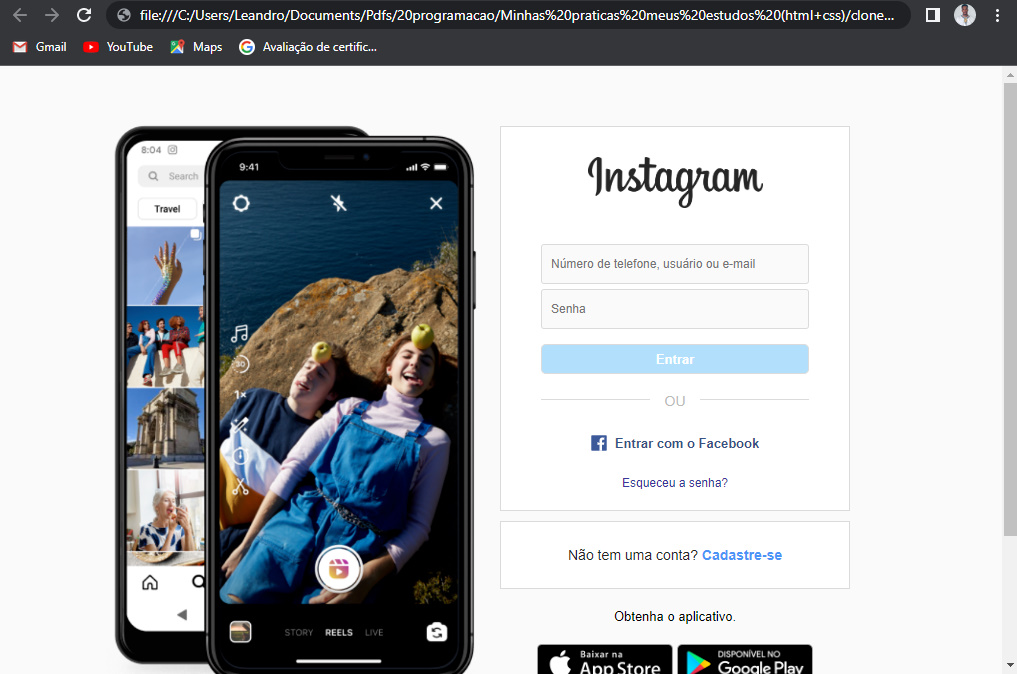 file:///C:/Users/Leandro/Documents/Pdfs/20programacao/Minhas%20praticas%20meus%20estudos%20(html+css)/clone...
Gmail YouTube Maps Avaliação de certific...
8:04
Search
Travel
9:41
30
1x
STORY REELS LIVE
Instagram
Número de telefone, usuário ou e-mail
Senha
Entrar
OU
Entrar com o Facebook
Esqueceu a senha?
Não tem uma conta? Cadastre-se
Obtenha o aplicativo.
Baixar na
App Store
DISPONÍVEL NO
Google Play